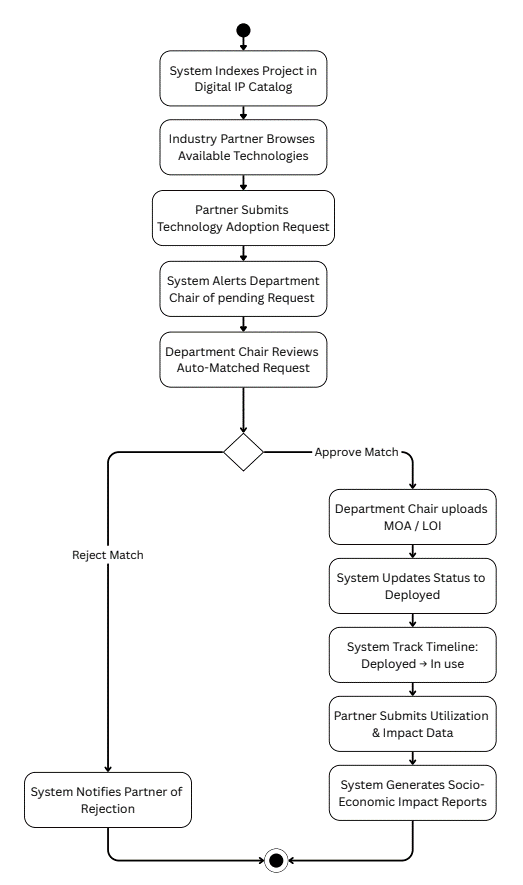 System Indexes Project in
Digital IP Catalog
Industry Partner Browses
Available Technologies
Partner Submits
Technology Adoption Request
System Alerts Department
Chair of pending Request
Department Chair Reviews
Auto-Matched Request
Approve Match
Department Chair uploads
MOA / LOI
Reject Match
System Updates Status to
Deployed
System Track Timeline:
Deployed → In use
Partner Submits Utilization
& Impact Data
System Generates Socio-
Economic Impact Reports
System Notifies Partner of
Rejection